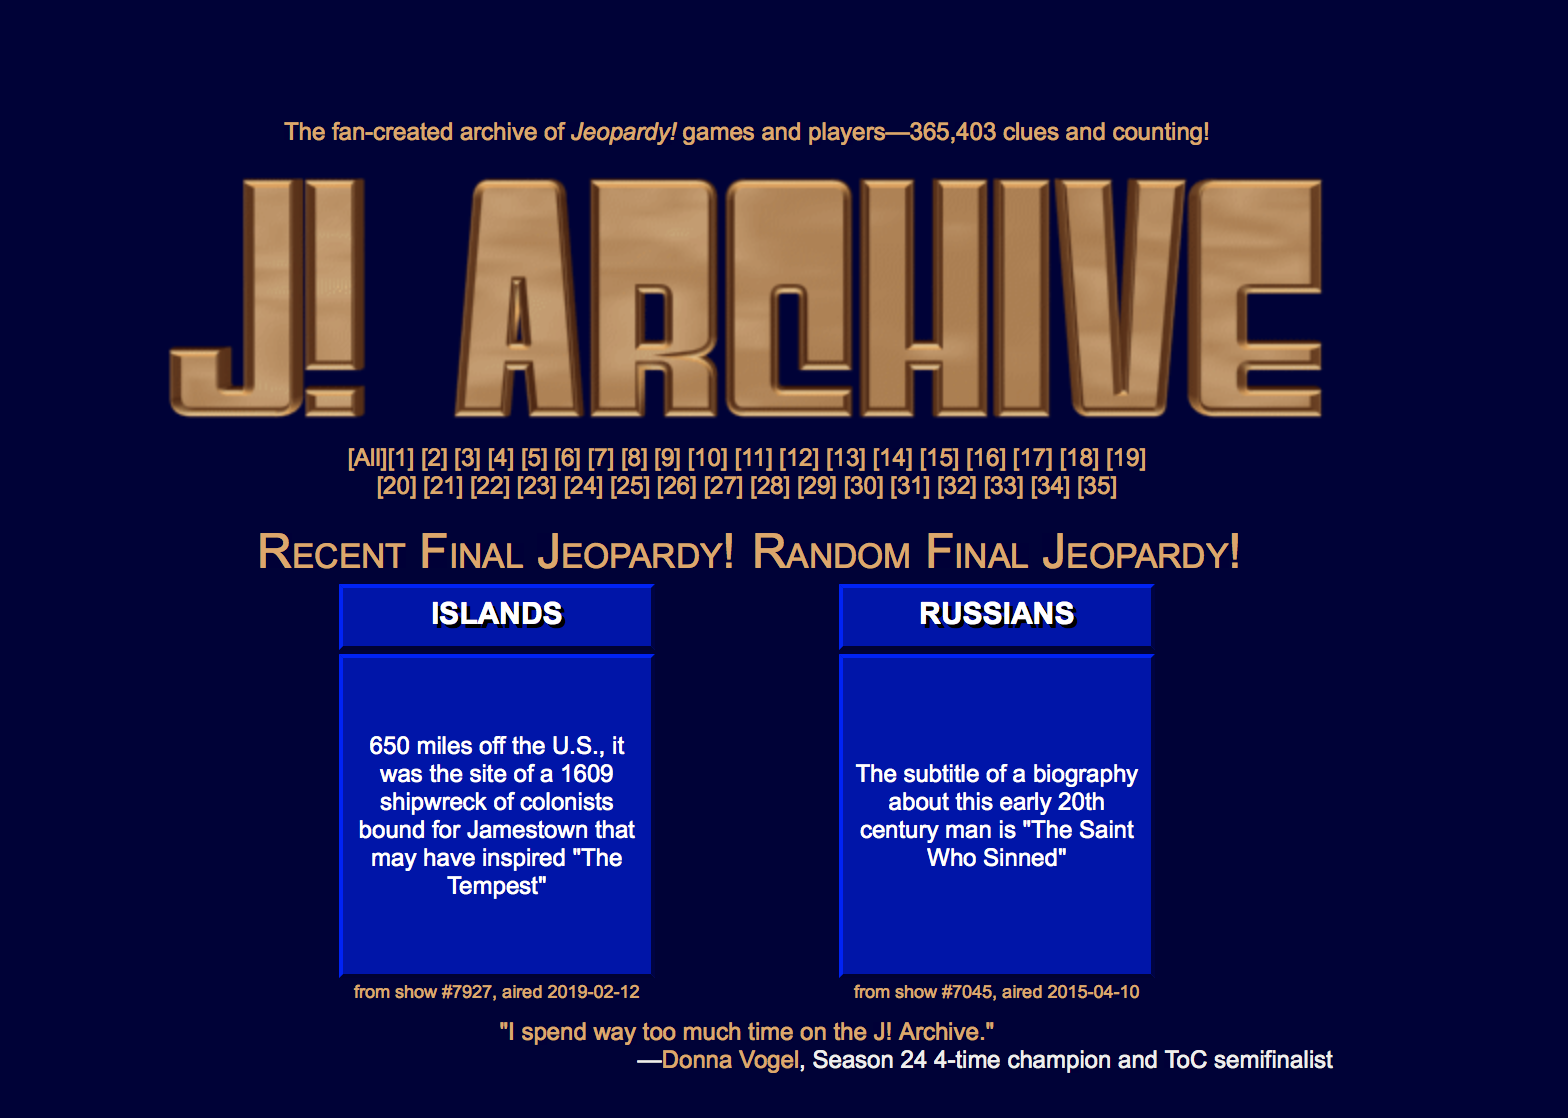 The fan-created archive of Jeopardy! games and players—365,403 clues and counting!
J! ARCHIVE
[All][1] [2] [3] [4] [5] [6] [7] [8] [9] [10] [11] [12] [13] [14] [15] [16] [17] [18] [19]
[20] [21] [22] [23] [24] [25] [26] [27] [28] [29] [30] [31] [32] [33] [34] [35]
Recent Final Jeopardy! Random Final Jeopardy!
ISLANDS
650 miles off the U.S., it
was the site of a 1609
shipwreck of colonists
bound for Jamestown that
may have inspired "The
Tempest"
from show #7927, aired 2019-02-12
RUSSIANS
The subtitle of a biography
about this early 20th
century man is "The Saint
Who Sinned"
from show #7045, aired 2015-04-10
"I spend way too much time on the J! Archive."
—Donna Vogel, Season 24 4-time champion and ToC semifinalist